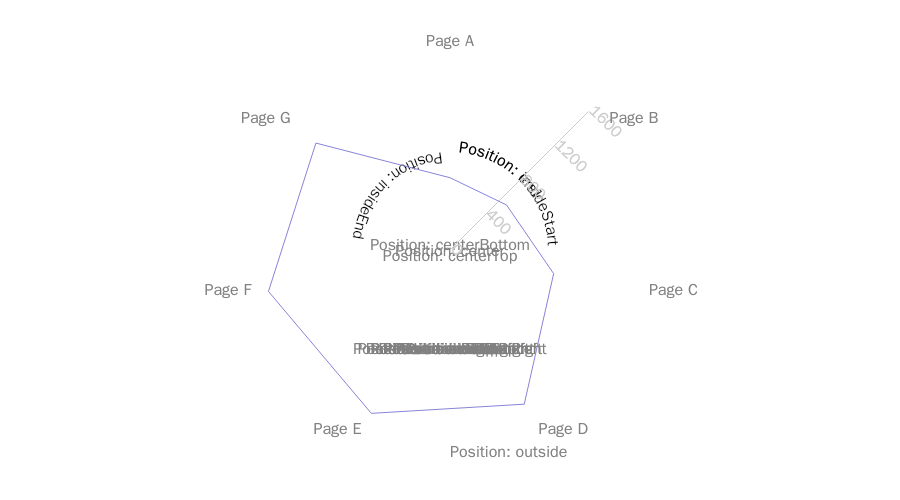 Page A
Page G
Page B
1600
1200
Position: insideEnd
Position: insideStart
400
Position: centerBottom
Position: center
Position: centerTop
Page F
Page C
Page E
Page D
Position: outside